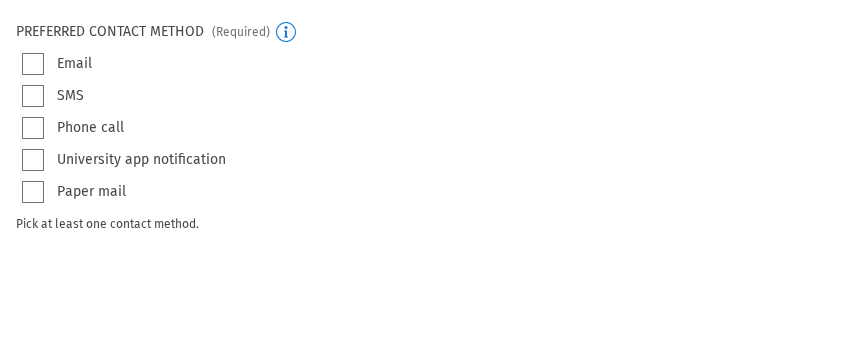 PREFERRED CONTACT METHOD (Required)
Email
SMS
Phone call
University app notification
Paper mail
Pick at least one contact method.